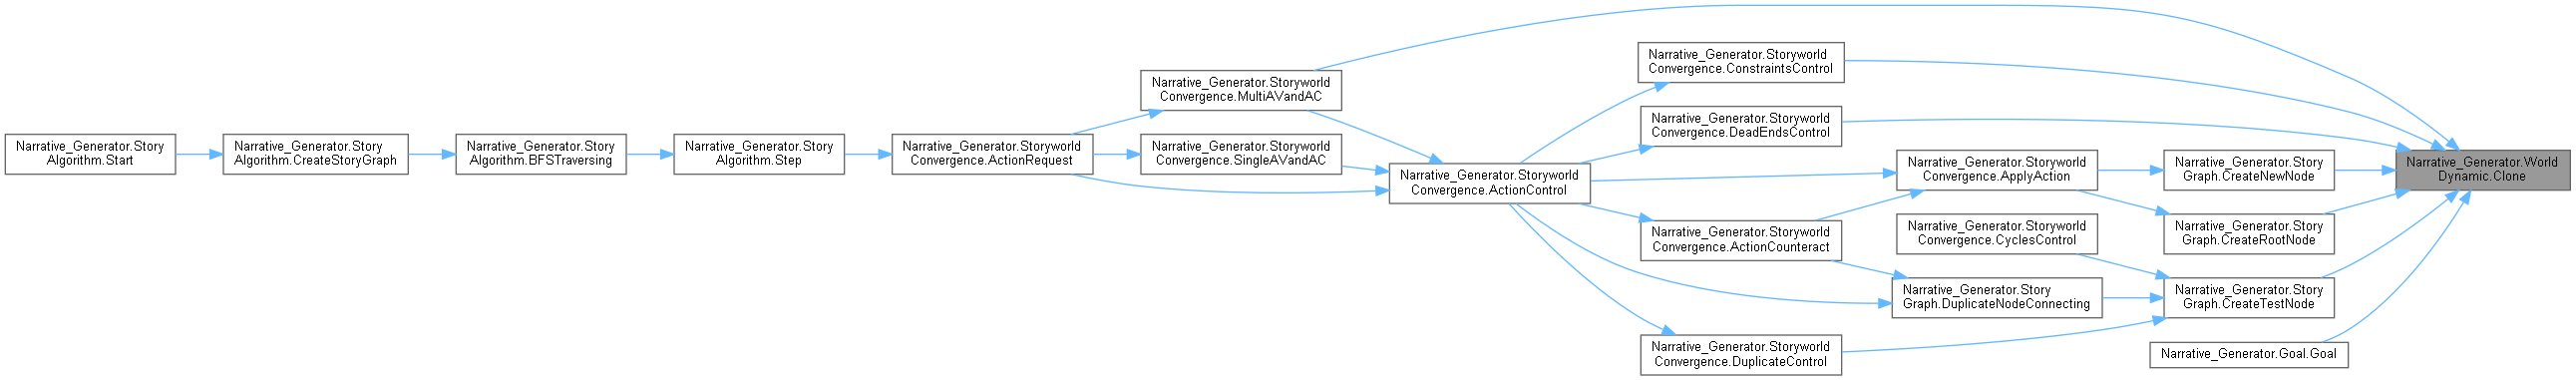 Narrative_Generator.Story
Algorithm.Start
Narrative_Generator.Story
Algorithm.CreateStoryGraph
Narrative_Generator.Story
Algorithm.BFSTraversing
Narrative_Generator.Story
Algorithm.Step
Narrative_Generator.Storyworld
Convergence.ActionRequest
Narrative_Generator.Storyworld
Convergence.MultiAVandAC
Narrative_Generator.Storyworld
Convergence.SingleAVandAC
Narrative_Generator.Storyworld
Convergence.ActionControl
Narrative_Generator.Storyworld
Convergence.ConstraintsControl
Narrative_Generator.Storyworld
Convergence.DeadEndsControl
Narrative_Generator.Storyworld
Convergence.ActionCounteract
Narrative_Generator.Storyworld
Convergence.DuplicateControl
Narrative_Generator.Storyworld
Convergence.ApplyAction
Narrative_Generator.Storyworld
Convergence.CyclesControl
Narrative_Generator.Story
Graph.DuplicateNodeConnecting
Narrative_Generator.Story
Graph.CreateNewNode
Narrative_Generator.Story
Graph.CreateRootNode
Narrative_Generator.Story
Graph.CreateTestNode
Narrative_Generator.Goal.Goal
Narrative_Generator.World
Dynamic.Clone